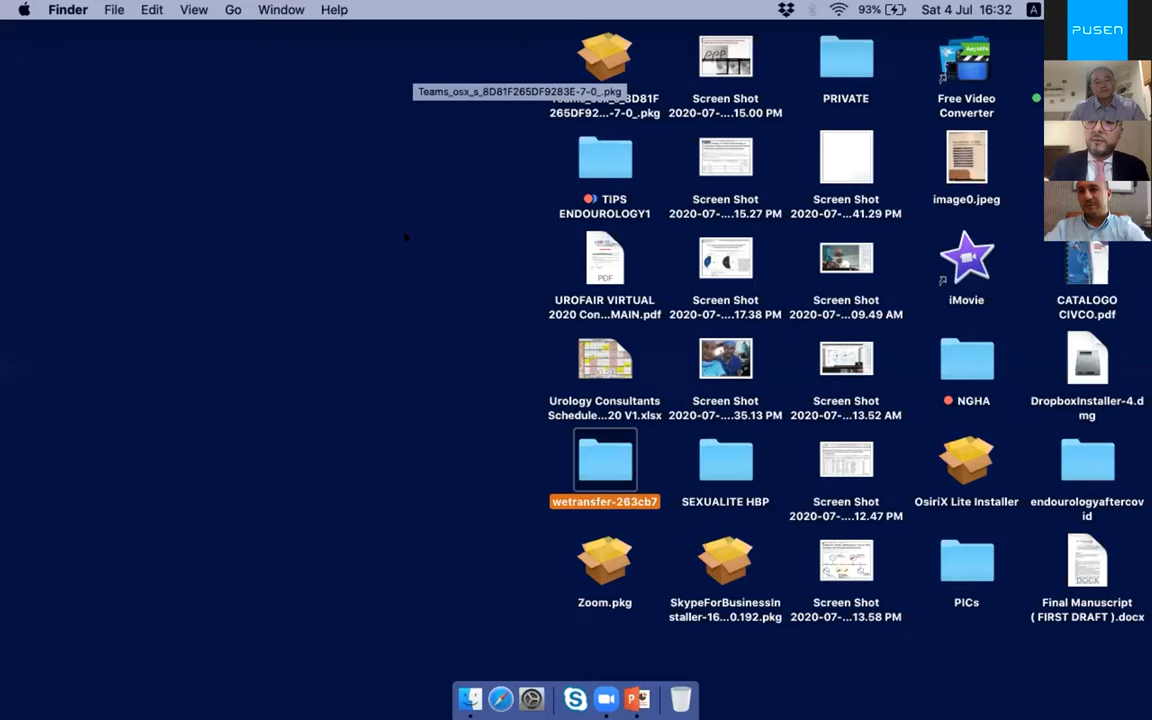 Finder File Edit View Go Window Help
93% Sat 4 Jul 16:32 A
PUSEN
Teams_osx_s_8D81F265DF9283E-7-0_.pkg
265DF92...-7-0_.pkg
Screen Shot
2020-07-....15.00 PM
PRIVATE
Free Video
Converter
TIPS
ENDOUROLOGY1
Screen Shot
2020-07-....15.27 PM
Screen Shot
2020-07-....41.29 PM
image0.jpeg
PDF
UROFAIR VIRTUAL
2020 Con...MAIN.pdf
Screen Shot
2020-07-....17.38 PM
Screen Shot
2020-07-....09.49 AM
iMovie
CATALOGO
CIVCO.pdf
Urology Consultants
Schedule...20 V1.xlsx
Screen Shot
2020-07-....35.13 PM
Screen Shot
2020-07-....13.52 AM
NGHA
DropboxInstaller-4.d
mg
wetransfer-263cb7
SEXUALITE HBP
Screen Shot
2020-07-....12.47 PM
OsiriX Lite Installer
endourologyaftercov
id
Zoom.pkg
SkypeForBusinessIn
staller-16...0.192.pkg
Screen Shot
2020-07-....13.58 PM
PICs
DOCX
Final Manuscript
( FIRST DRAFT ).docx